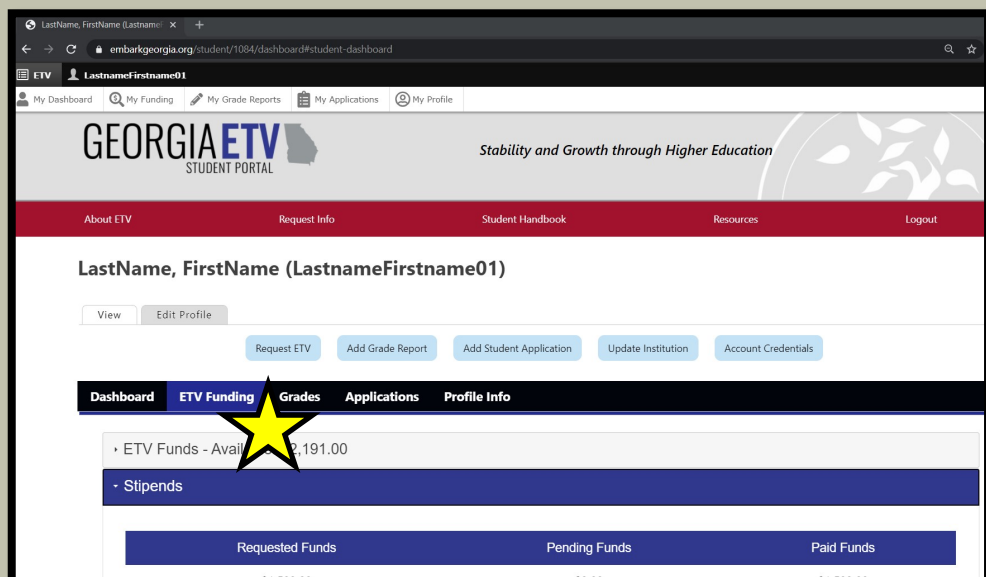 LastName, FirstName (Lastname
embarkgeorgia.org/student/1084/dashboard#student-dashboard
ETV LastnameFirstname01
My Dashboard My Funding My Grade Reports My Applications My Profile
GEORGIA ETV
STUDENT PORTAL
Stability and Growth through Higher Education
About ETV Request Info Student Handbook Resources Logout
LastName, FirstName (LastnameFirstname01)
View Edit Profile
Request ETV Add Grade Report Add Student Application Update Institution Account Credentials
Dashboard ETV Funding Grades Applications Profile Info
ETV Funds - Avail 2,191.00
Stipends
Requested Funds Pending Funds Paid Funds